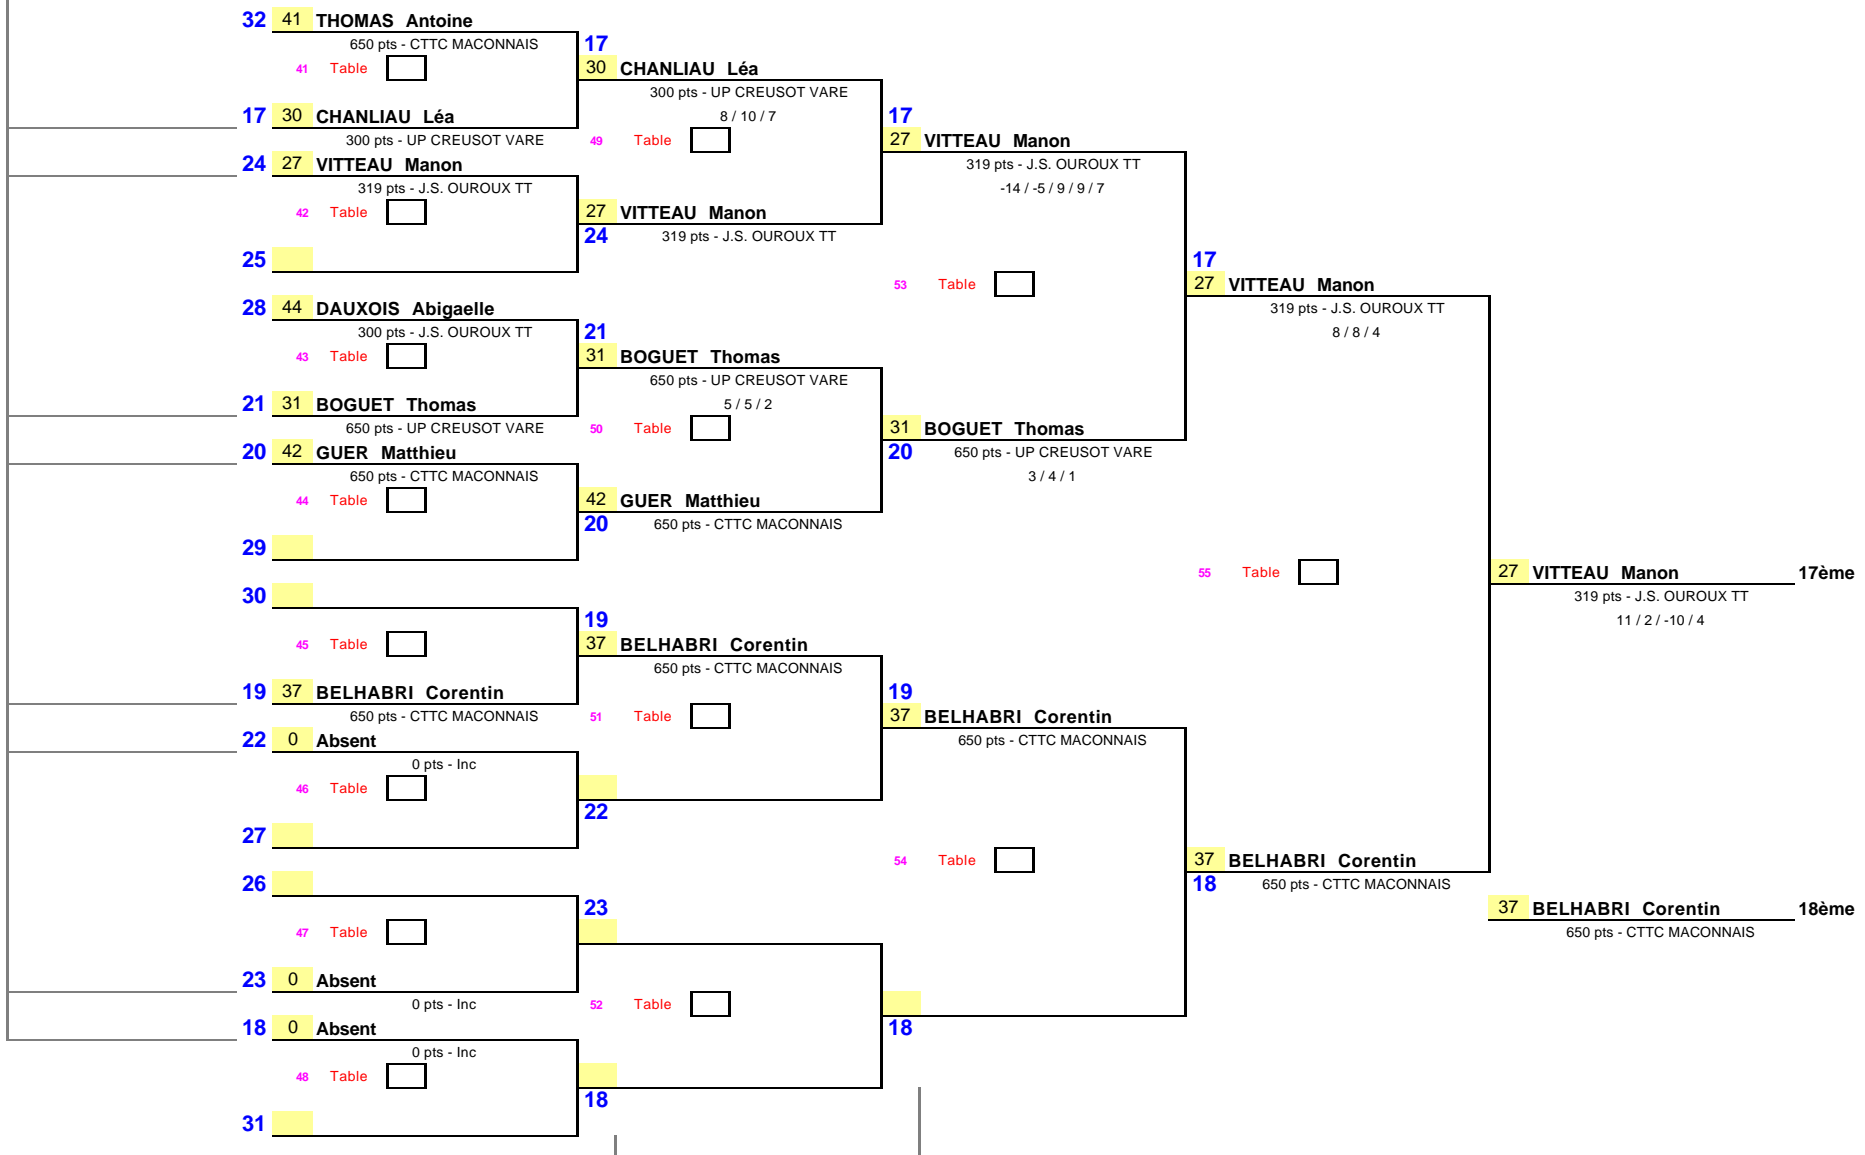 32 41 THOMAS Antoine
650 pts - CTTC MACONNAIS 17
41 Table 30 CHANLIAU Léa
300 pts - UP CREUSOT VARE
17 30 CHANLIAU Léa 8 / 10 / 7 17
300 pts - UP CREUSOT VARE 49 Table 27 VITTEAU Manon
24 27 VITTEAU Manon 319 pts - J.S. OUROUX TT
319 pts - J.S. OUROUX TT -14 / -5 / 9 / 9 / 7
42 Table 27 VITTEAU Manon
24 319 pts - J.S. OUROUX TT
25 17
53 Table 27 VITTEAU Manon
28 44 DAUXOIS Abigaelle 319 pts - J.S. OUROUX TT
300 pts - J.S. OUROUX TT 21 8 / 8 / 4
43 Table 31 BOGUET Thomas
650 pts - UP CREUSOT VARE
21 31 BOGUET Thomas 5 / 5 / 2
650 pts - UP CREUSOT VARE 50 Table 31 BOGUET Thomas
20 42 GUER Matthieu 20 650 pts - UP CREUSOT VARE
650 pts - CTTC MACONNAIS 3 / 4 / 1
44 Table 42 GUER Matthieu
20 650 pts - CTTC MACONNAIS
29
55 Table 27 VITTEAU Manon 17ème
30 319 pts - J.S. OUROUX TT
19 11 / 2 / -10 / 4
45 Table 37 BELHABRI Corentin
650 pts - CTTC MACONNAIS
19 37 BELHABRI Corentin 19
650 pts - CTTC MACONNAIS 51 Table 37 BELHABRI Corentin
22 0 Absent 650 pts - CTTC MACONNAIS
0 pts - Inc
46 Table
22
27
54 Table 37 BELHABRI Corentin
26 18 650 pts - CTTC MACONNAIS
23 37 BELHABRI Corentin 18ème
47 Table 650 pts - CTTC MACONNAIS
23 0 Absent
0 pts - Inc 52 Table
18 0 Absent 18
0 pts - Inc
48 Table
18
31